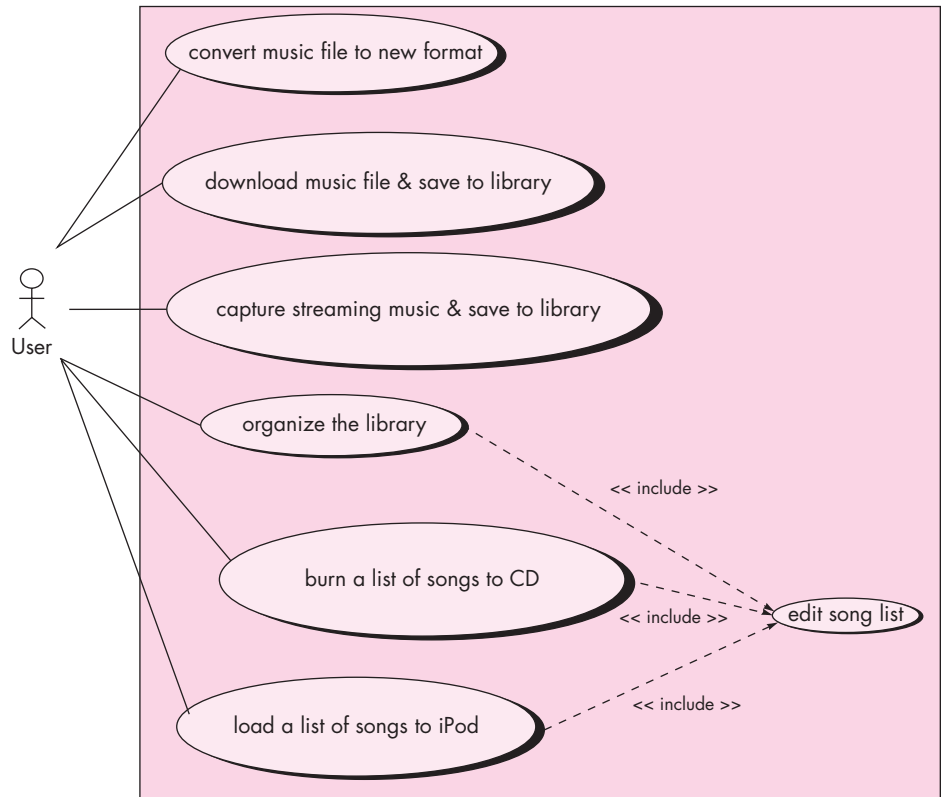 convert music file to new format
download music file & save to library
capture streaming music & save to library
User
organize the library
<< include >>
burn a list of songs to CD
<< include >>
edit song list
<< include >>
load a list of songs to iPod